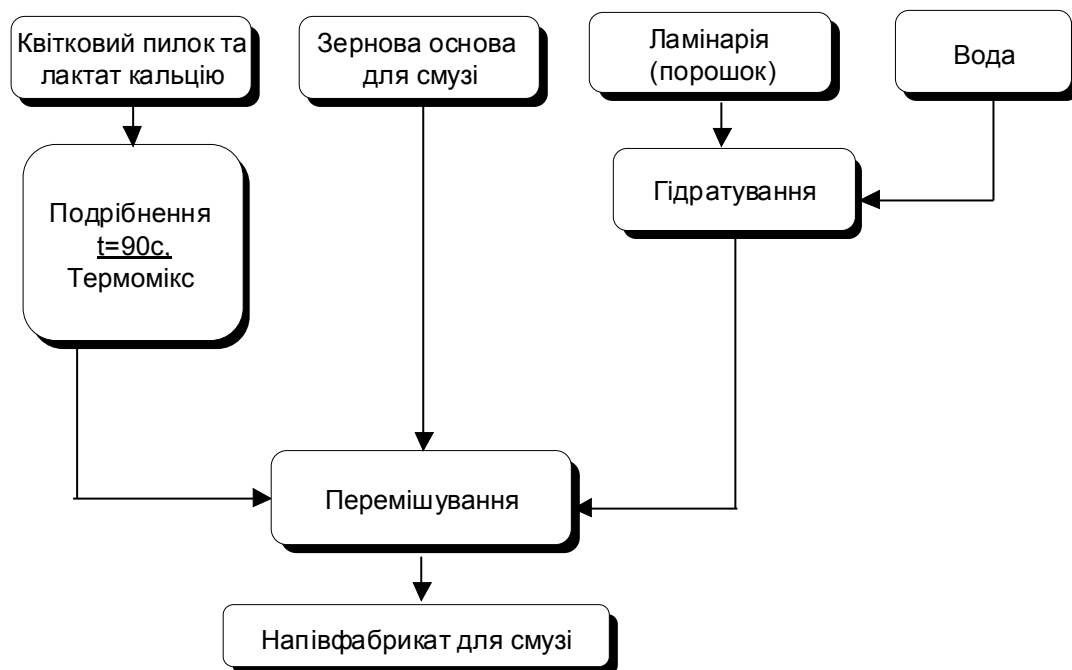 Квітковий пилок та
лактат кальцію
Зернова основа
для смузі
Ламінарія
(порошок)
Вода
Подрібнення
t=90с,
Термомікс
Гідратування
Перемішування
Напівфабрикат для смузі